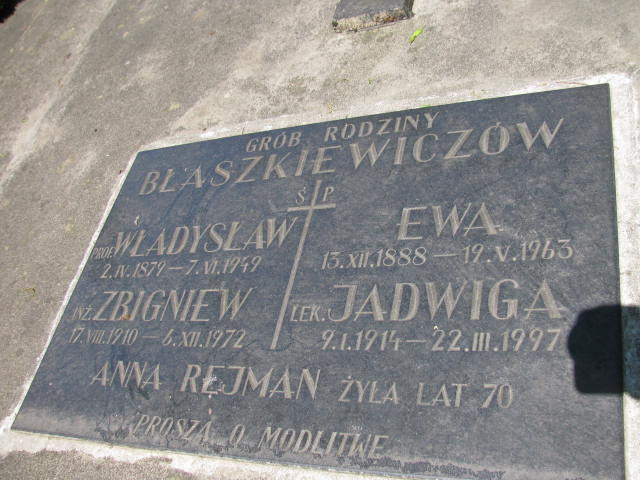 GRÓB RODZINY
BŁASZKIEWICZÓW
Ś P
PROF. WŁADYSŁAW
2.IV.1879 – 7.VI.1949
EWA
13.XII.1888 – 19.V.1963
INŻ. ZBIGNIEW
17.VIII.1910 – 6.XII.1972
LEK. JADWIGA
9.I.1914 – 22.III.1997
ANNA REJMAN ŻYŁA LAT 70
PROSZĄ O MODLITWĘ